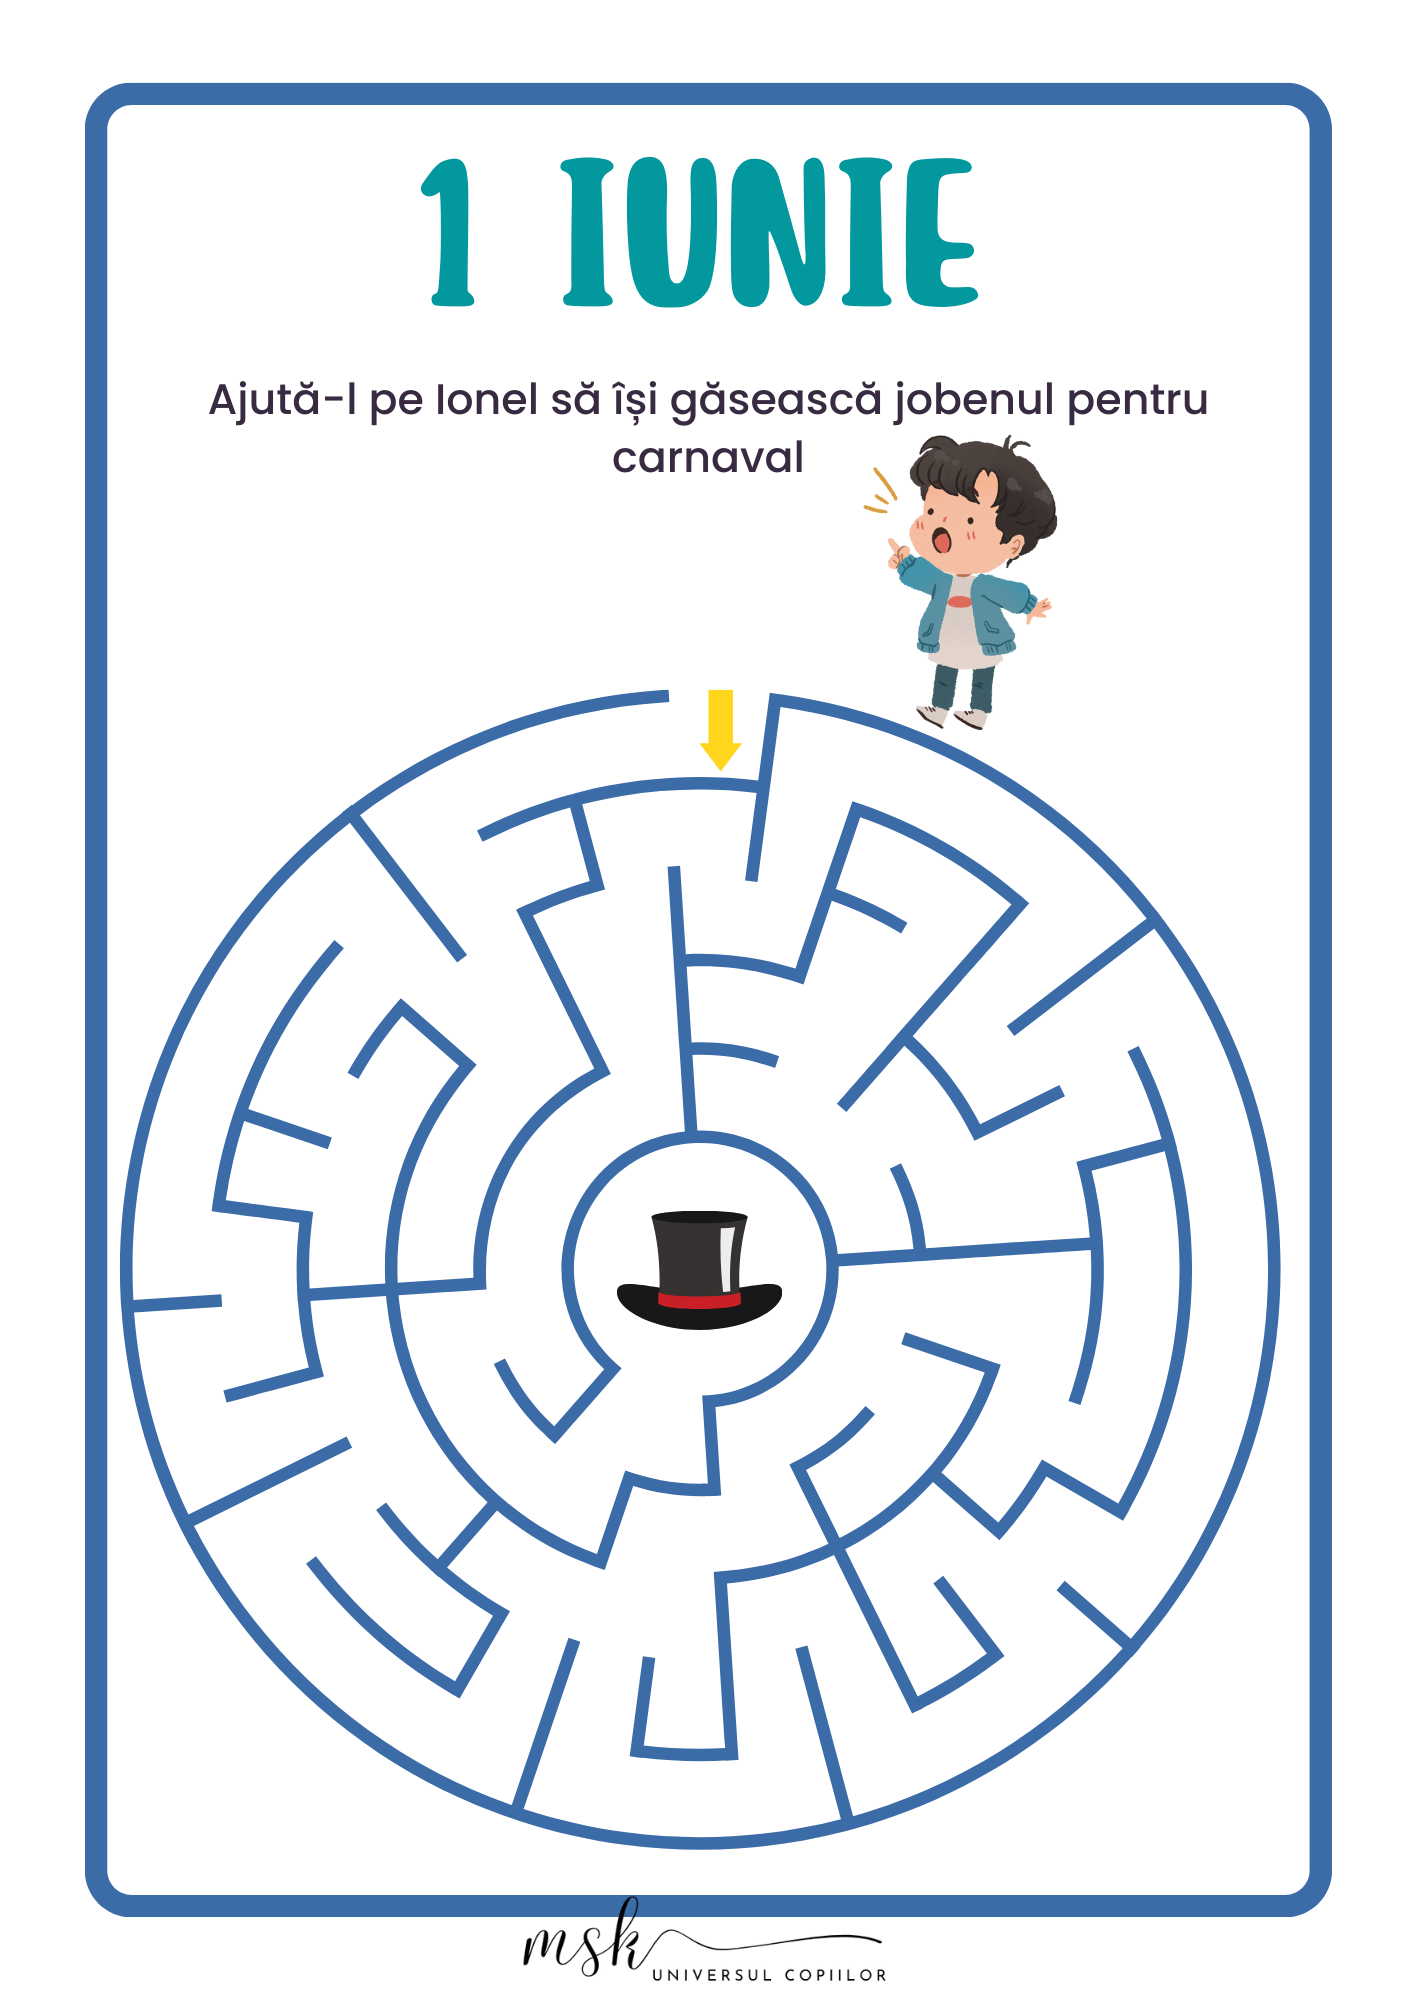 1 IUNIE
Ajută-l pe Ionel să își găsească jobenul pentru
carnaval
msk
UNIVERSUL COPIILOR